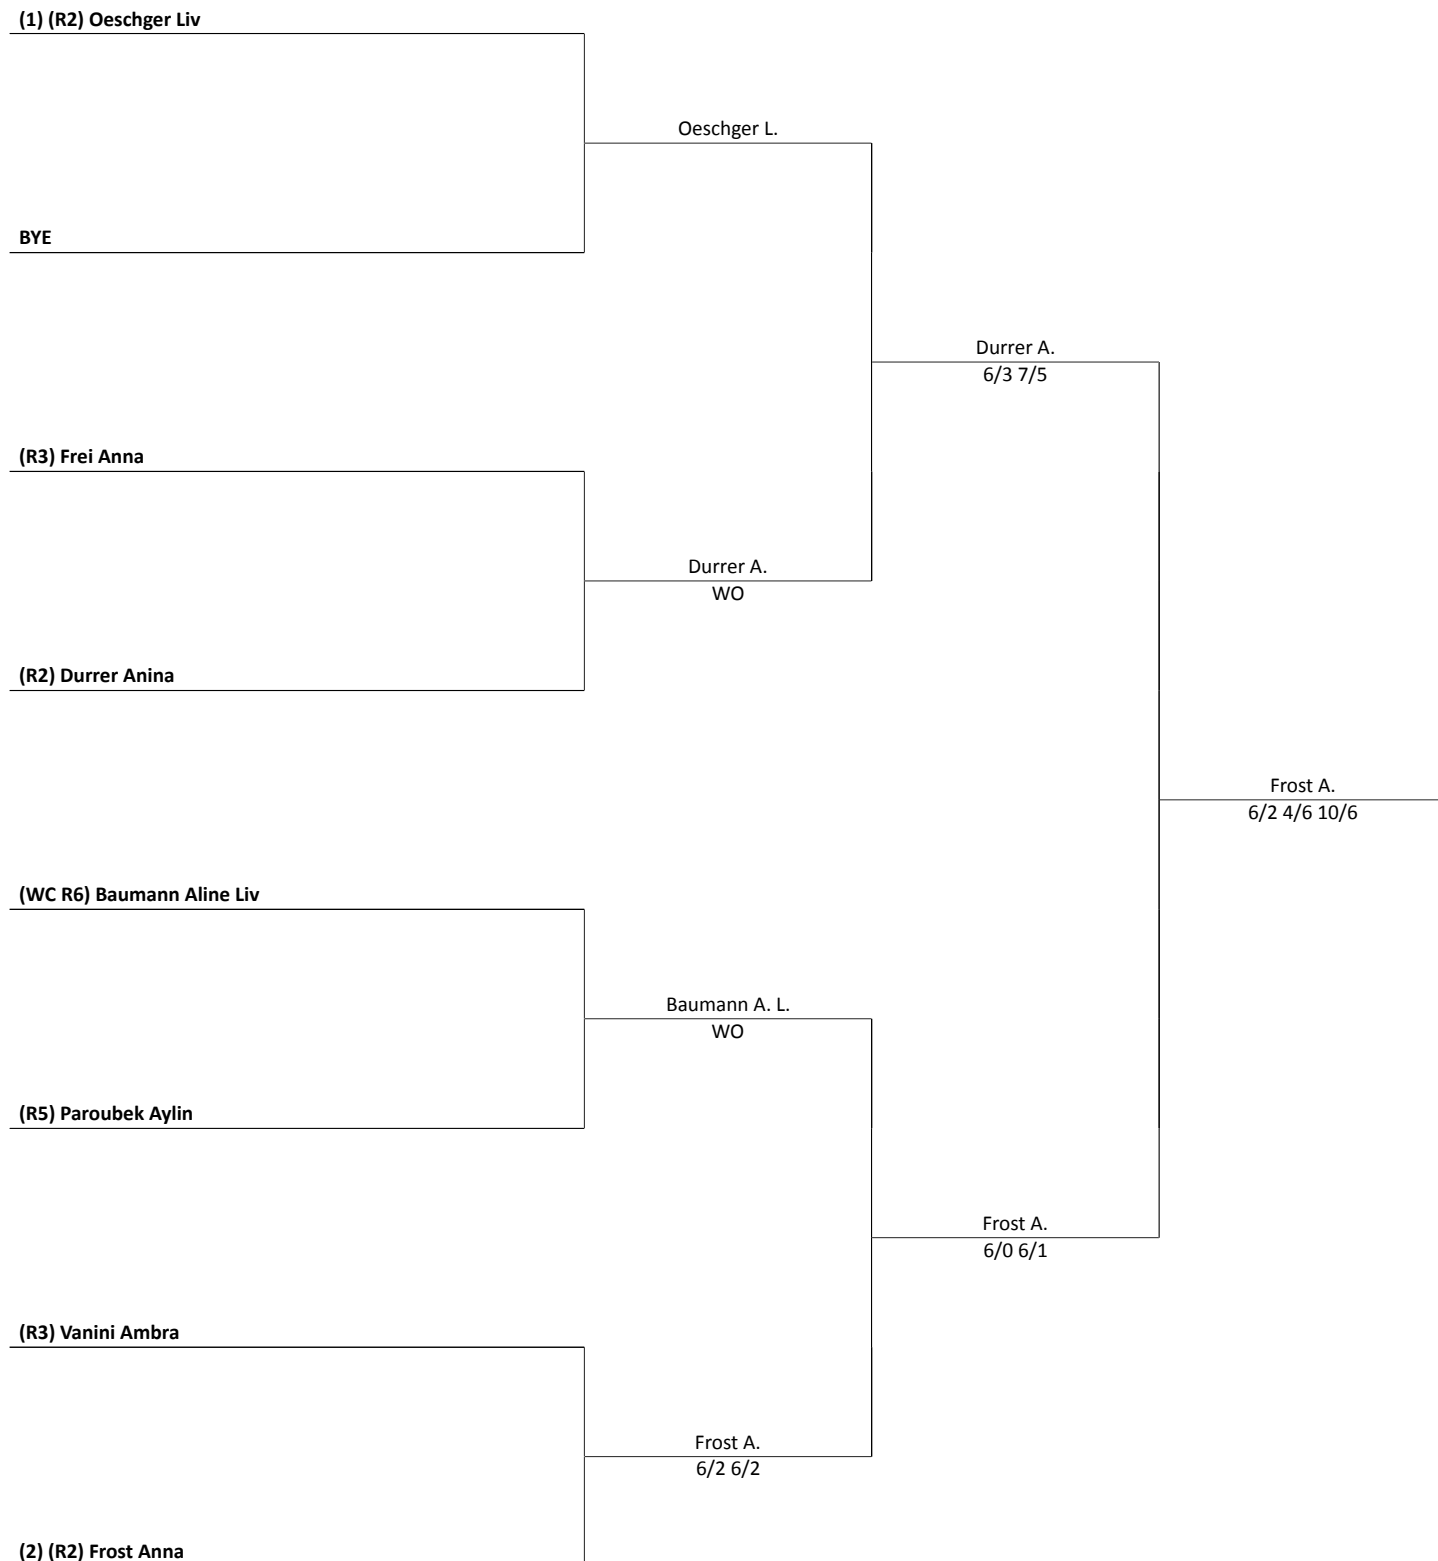 (1) (R2) Oeschger Liv
Oeschger L.
BYE
Durrer A.
6/3 7/5
(R3) Frei Anna
Durrer A.
WO
(R2) Durrer Anina
Frost A.
6/2 4/6 10/6
(WC R6) Baumann Aline Liv
Baumann A. L.
WO
(R5) Paroubek Aylin
Frost A.
6/0 6/1
(R3) Vanini Ambra
Frost A.
6/2 6/2
(2) (R2) Frost Anna